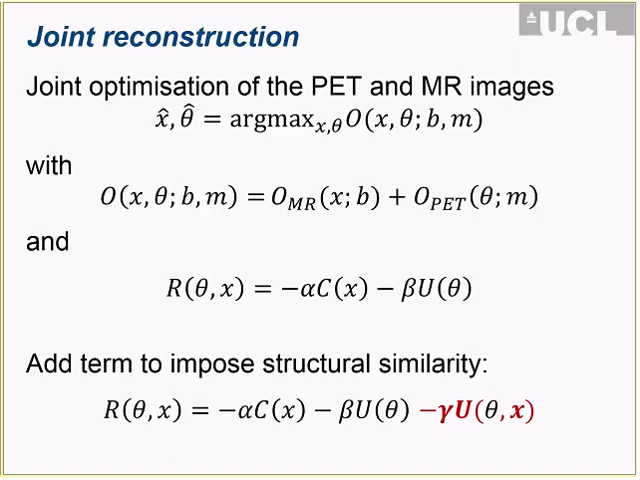 UCL
Joint reconstruction
Joint optimisation of the PET and MR images
x̂, θ̂ = argmaxₓ,θ O(x, θ; b, m)
with
O(x, θ; b, m) = O_MR(x; b) + O_PET(θ; m)
and
R(θ, x) = −αC(x) − βU(θ)
Add term to impose structural similarity:
R(θ, x) = −αC(x) − βU(θ) −γU(θ, x)